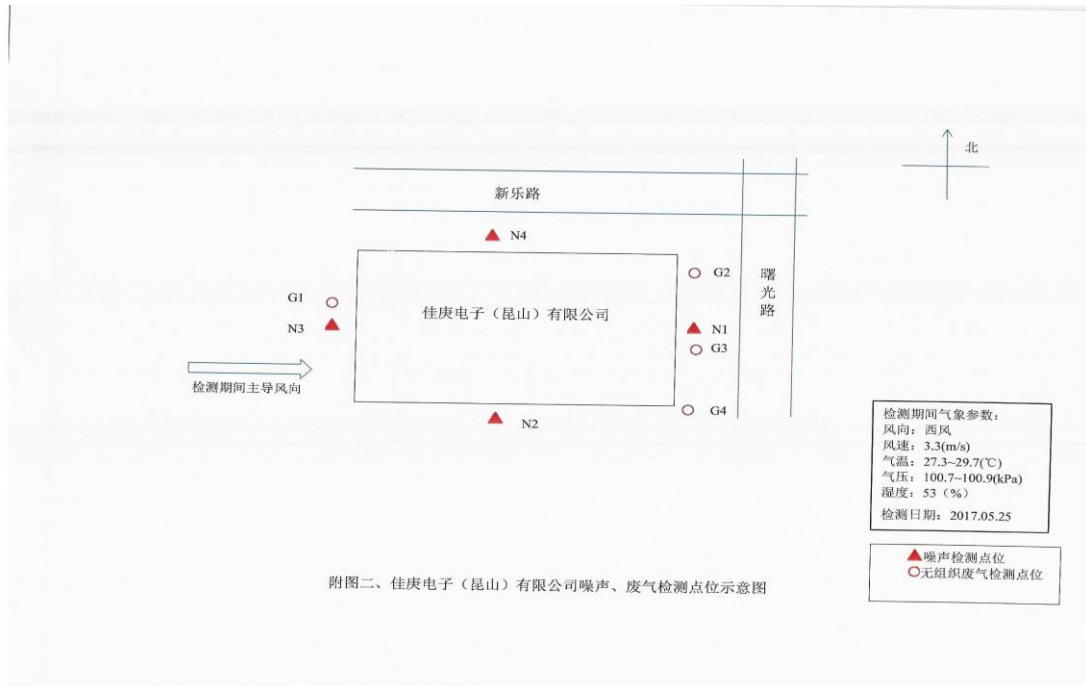 北
新乐路
N4
G2
曙光路
G1
佳庚电子（昆山）有限公司
N3
N1
G3
检测期间主导风向
G4
N2
检测期间气象参数：
风向：西风
风速：3.3(m/s)
气温：27.3~29.7(℃)
气压：100.7~100.9(kPa)
湿度：53（%）
检测日期：2017.05.25
噪声检测点位
无组织废气检测点位
附图二、佳庚电子（昆山）有限公司噪声、废气检测点位示意图